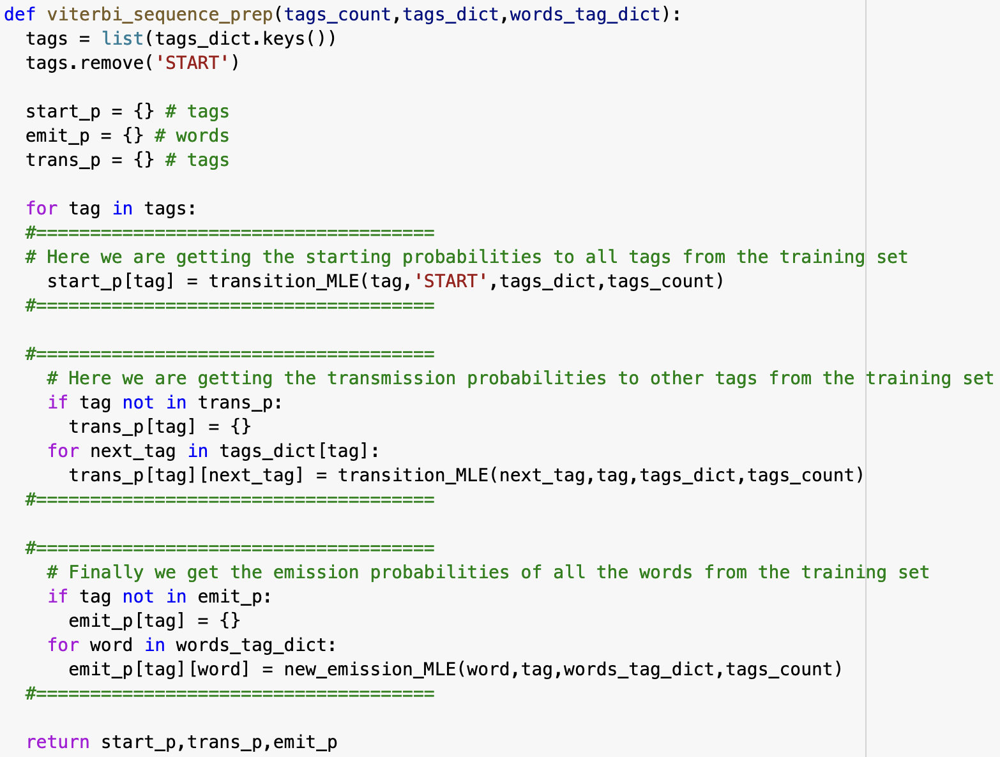 def viterbi_sequence_prep(tags_count,tags_dict,words_tag_dict):
  tags = list(tags_dict.keys())
  tags.remove('START')

  start_p = {} # tags
  emit_p = {} # words
  trans_p = {} # tags

  for tag in tags:
  #=====================================
  # Here we are getting the starting probabilities to all tags from the training set
    start_p[tag] = transition_MLE(tag,'START',tags_dict,tags_count)
  #=====================================

  #=====================================
    # Here we are getting the transmission probabilities to other tags from the training set
    if tag not in trans_p:
      trans_p[tag] = {}
    for next_tag in tags_dict[tag]:
      trans_p[tag][next_tag] = transition_MLE(next_tag,tag,tags_dict,tags_count)
  #=====================================

  #=====================================
    # Finally we get the emission probabilities of all the words from the training set
    if tag not in emit_p:
      emit_p[tag] = {}
    for word in words_tag_dict:
      emit_p[tag][word] = new_emission_MLE(word,tag,words_tag_dict,tags_count)
  #=====================================

  return start_p,trans_p,emit_p